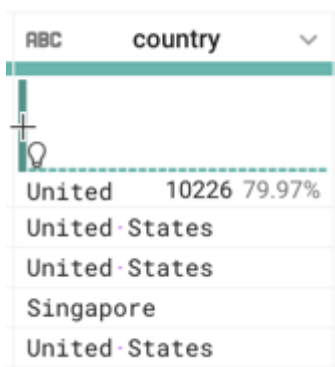 ABC country
United 10226 79.97%
United·States
United·States
Singapore
United·States